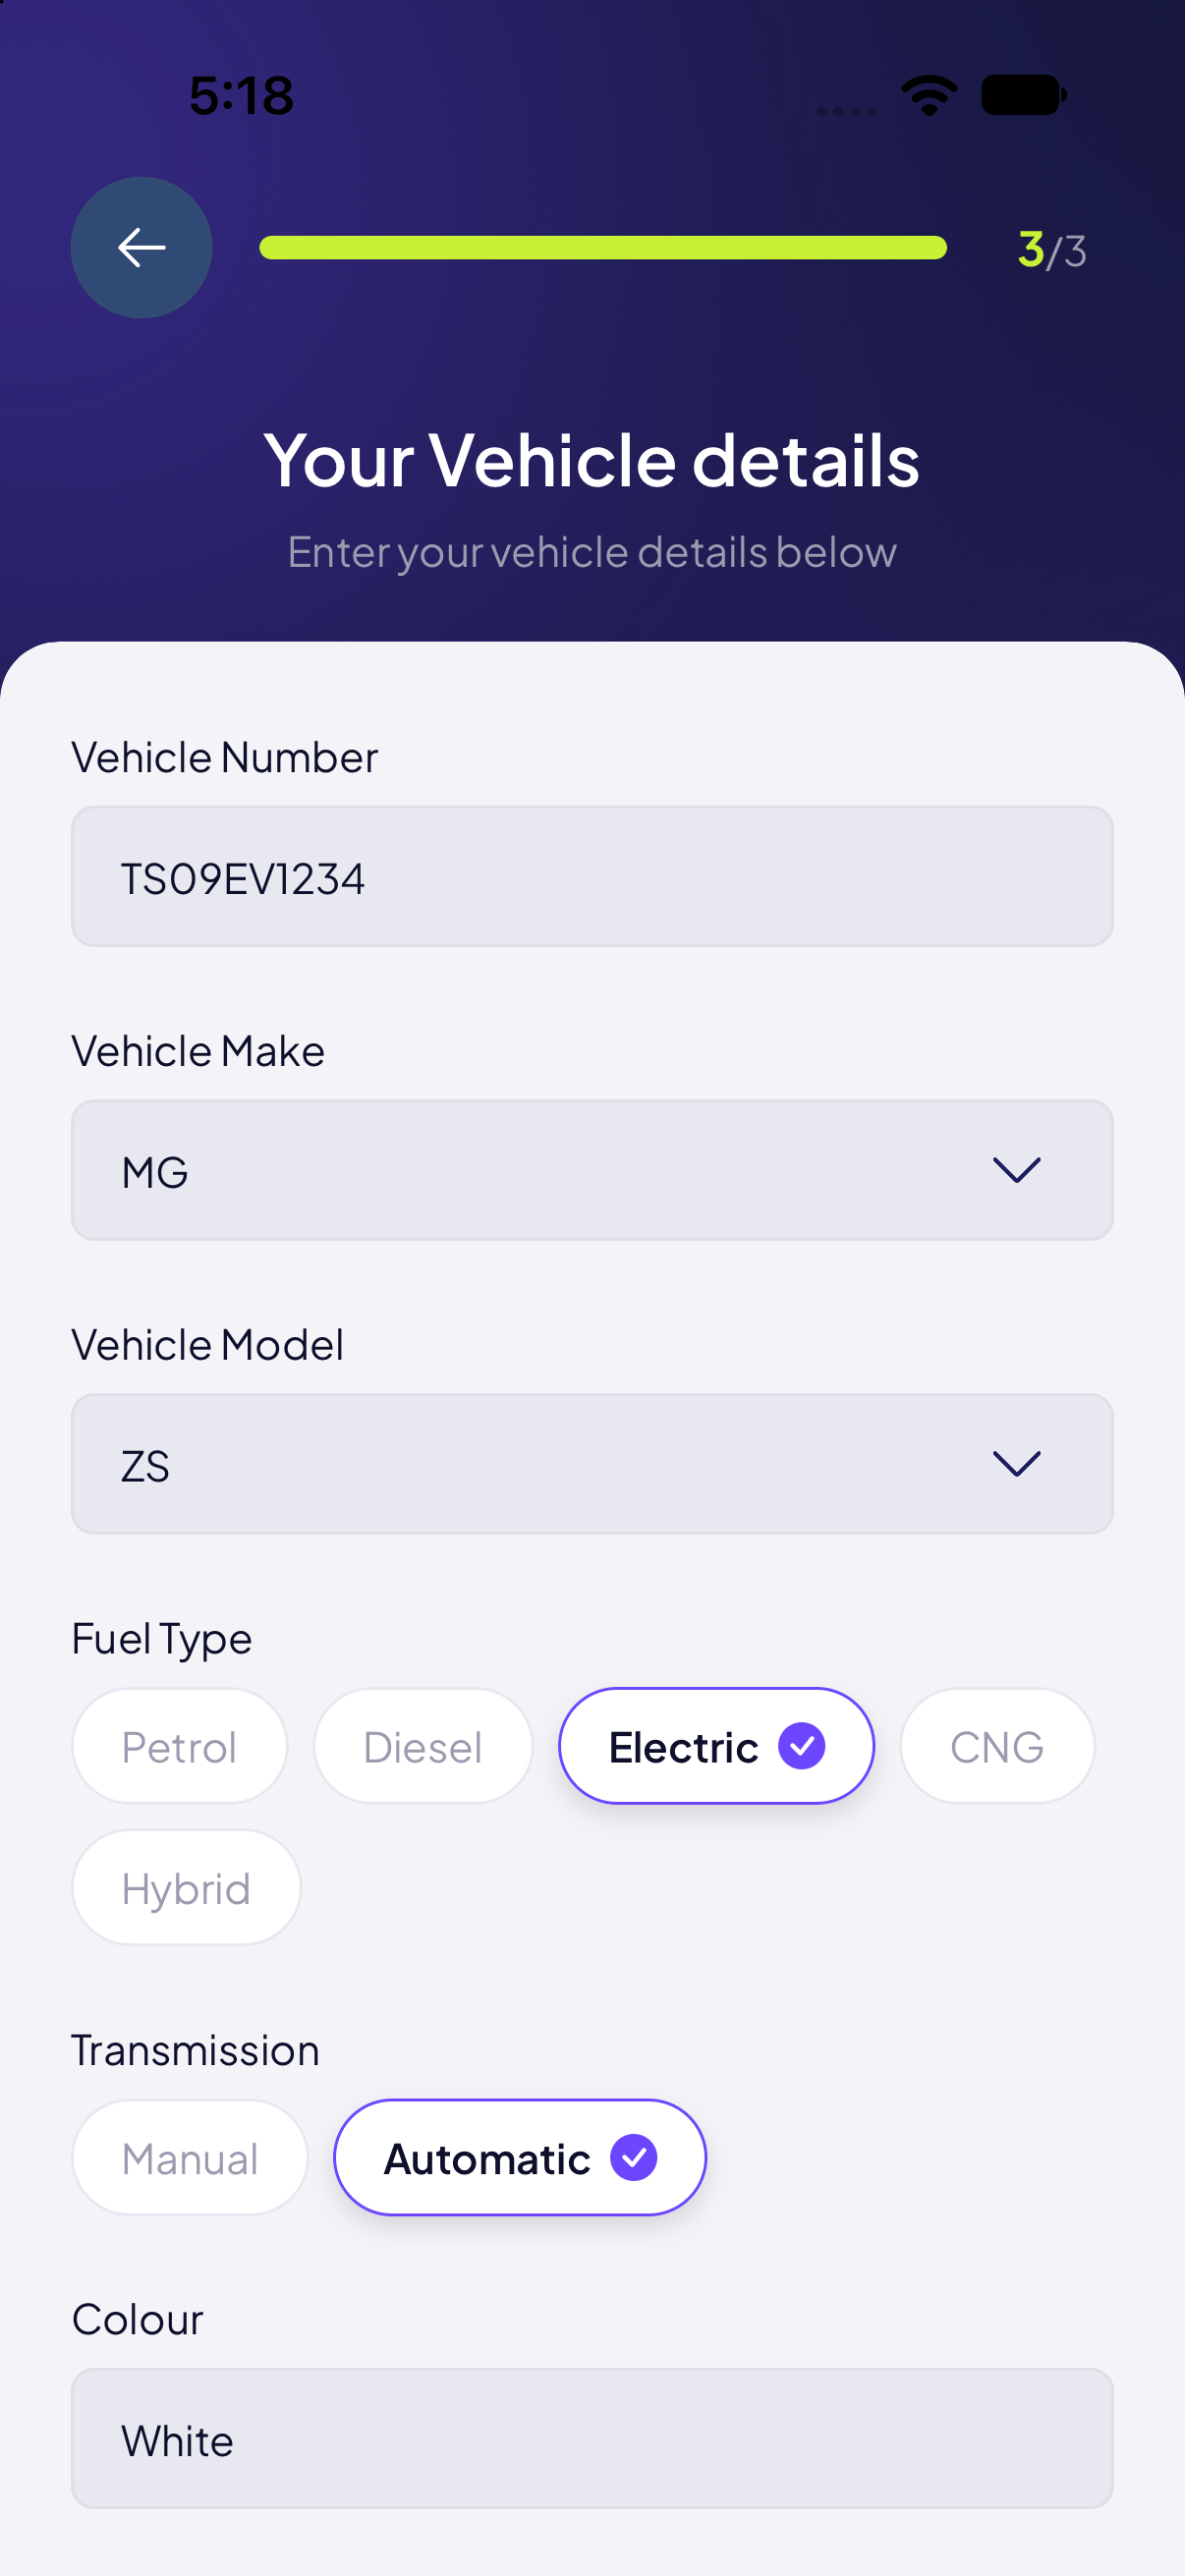 5:18
3/3
Your Vehicle details
Enter your vehicle details below
Vehicle Number
TS09EV1234
Vehicle Make
MG
Vehicle Model
ZS
Fuel Type
Petrol Diesel Electric CNG
Hybrid
Transmission
Manual Automatic
Colour
White